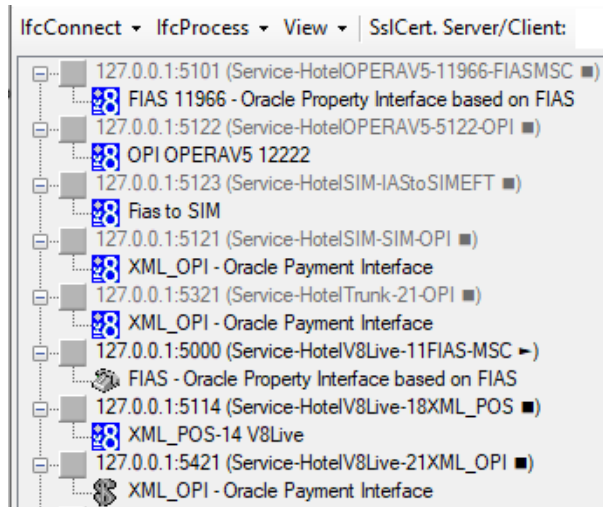 IfcConnect ▾ IfcProcess ▾ View ▾ SslCert. Server/Client:
127.0.0.1:5101 (Service-HotelOPERAV5-11966-FIASMSC ■)
FIAS 11966 - Oracle Property Interface based on FIAS
127.0.0.1:5122 (Service-HotelOPERAV5-5122-OPI ■)
OPI OPERAV5 12222
127.0.0.1:5123 (Service-HotelSIM-IAStoSIMEFT ■)
Fias to SIM
127.0.0.1:5121 (Service-HotelSIM-SIM-OPI ■)
XML_OPI - Oracle Payment Interface
127.0.0.1:5321 (Service-HotelTrunk-21-OPI ■)
XML_OPI - Oracle Payment Interface
127.0.0.1:5000 (Service-HotelV8Live-11FIAS-MSC ►)
FIAS - Oracle Property Interface based on FIAS
127.0.0.1:5114 (Service-HotelV8Live-18XML_POS ■)
XML_POS-14 V8Live
127.0.0.1:5421 (Service-HotelV8Live-21XML_OPI ■)
XML_OPI - Oracle Payment Interface